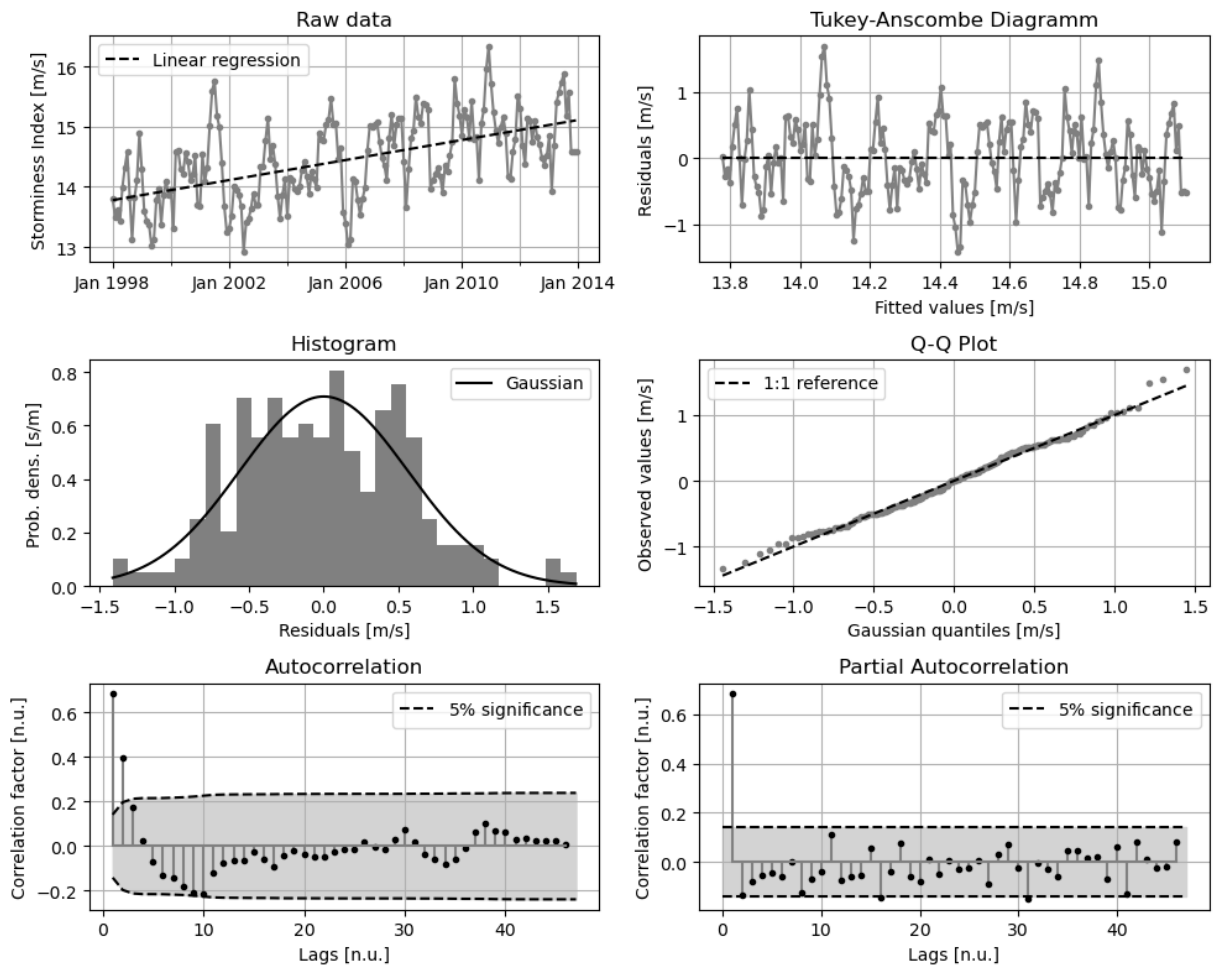 Raw data
Storminess Index [m/s]
16
15
14
13
Linear regression
Jan 1998
Jan 2002
Jan 2006
Jan 2010
Jan 2014
Tukey-Anscombe Diagramm
Residuals [m/s]
1
0
−1
13.8
14.0
14.2
14.4
14.6
14.8
15.0
Fitted values [m/s]
Histogram
Prob. dens. [s/m]
0.8
0.6
0.4
0.2
0.0
Gaussian
−1.5
−1.0
−0.5
0.0
0.5
1.0
1.5
Residuals [m/s]
Q-Q Plot
Observed values [m/s]
1
0
−1
1:1 reference
−1.5
−1.0
−0.5
0.0
0.5
1.0
1.5
Gaussian quantiles [m/s]
Autocorrelation
Correlation factor [n.u.]
0.6
0.4
0.2
0.0
−0.2
5% significance
0
10
20
30
40
Lags [n.u.]
Partial Autocorrelation
Correlation factor [n.u.]
0.6
0.4
0.2
0.0
5% significance
0
10
20
30
40
Lags [n.u.]